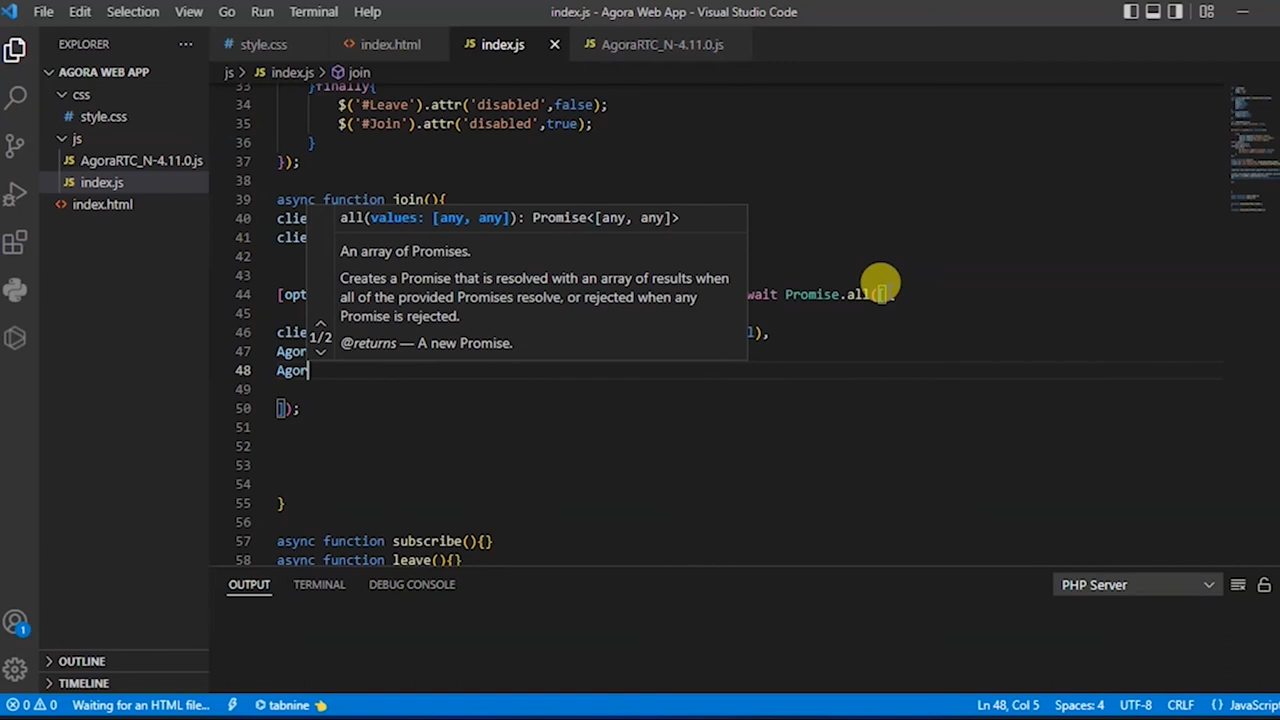 File Edit Selection View Go Run Terminal Help index.js - Agora Web App - Visual Studio Code
EXPLORER ... style.css index.html index.js AgoraRTC_N-4.11.0.js
AGORA WEB APP
js > index.js > join
css
style.css
js
AgoraRTC_N-4.11.0.js
index.js
index.html
33 }finally{
34 $('#Leave').attr('disabled',false);
35 $('#Join').attr('disabled',true);
36 }
37 });
38
39 async function join(){
40 clie
41 clie
42
43
44 [opt wait Promise.all([
45
46 clie l),
47 Agor
48 Agor
49
50 ]);
51
52
53
54
55 }
56
57 async function subscribe(){}
58 async function leave(){}
all(values: [any, any]): Promise<[any, any]>
An array of Promises.
Creates a Promise that is resolved with an array of results when
all of the provided Promises resolve, or rejected when any
Promise is rejected.
1/2
@returns — A new Promise.
OUTPUT TERMINAL DEBUG CONSOLE PHP Server
1
OUTLINE
TIMELINE
0 0 Waiting for an HTML file... tabnine Ln 48, Col 5 Spaces: 4 UTF-8 CRLF {} JavaScrip